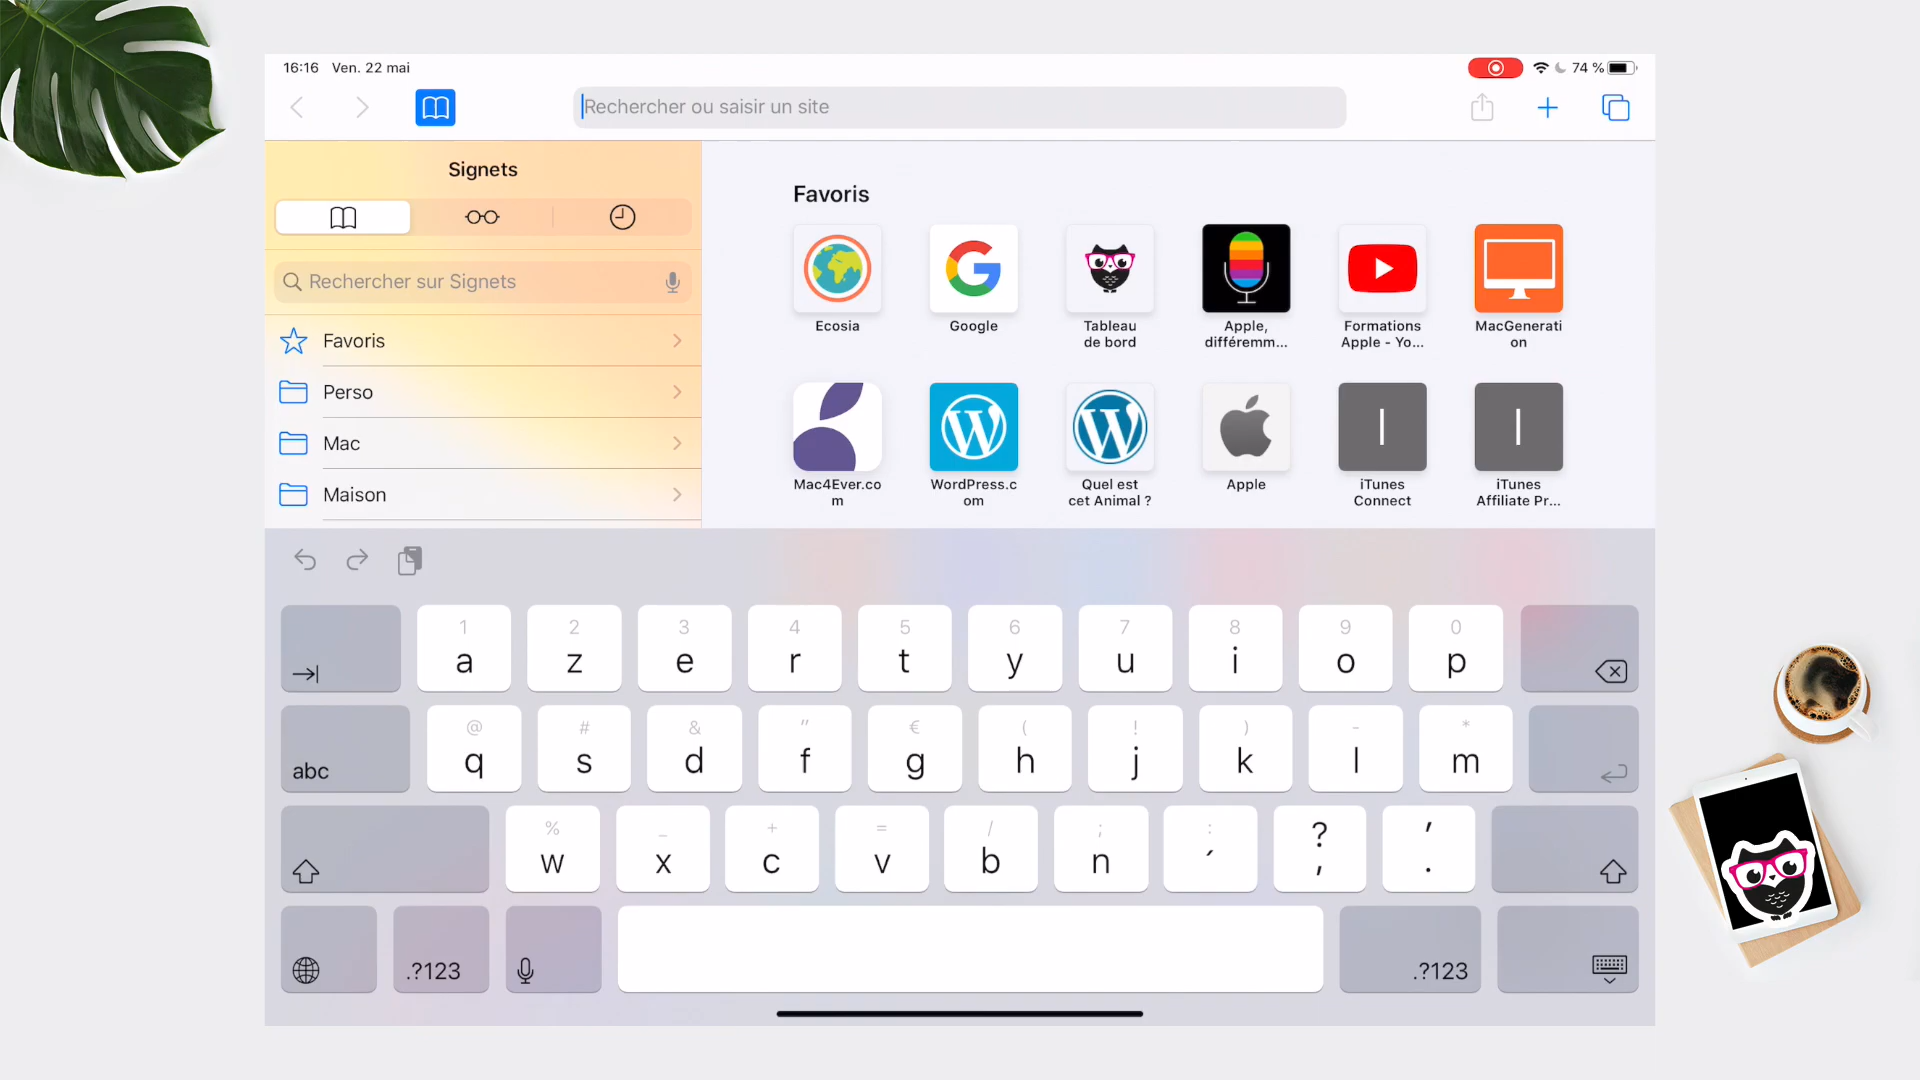 16:16 Ven. 22 mai
74 %
Rechercher ou saisir un site
Signets
Rechercher sur Signets
Favoris
Perso
Mac
Maison
Favoris
Ecosia
Google
Tableau
de bord
Apple,
différemm...
Formations
Apple - Yo...
MacGenerati
on
Mac4Ever.co
m
WordPress.c
om
Quel est
cet Animal ?
Apple
I
iTunes
Connect
I
iTunes
Affiliate Pr...
1 2 3 4 5 6 7 8 9 0
a z e r t y u i o p
@ # & " € ( ! ) - *
abc q s d f g h j k l m
% _ + = / ; : ? '
w x c v b n ´ , .
.?123 .?123